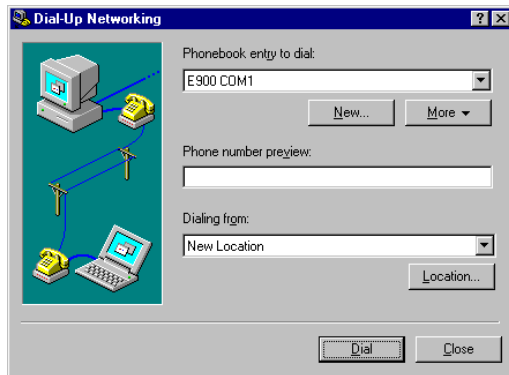 Dial-Up Networking
Phonebook entry to dial:
E900 COM1
New... More
Phone number preview:
Dialing from:
New Location
Location...
Dial Close